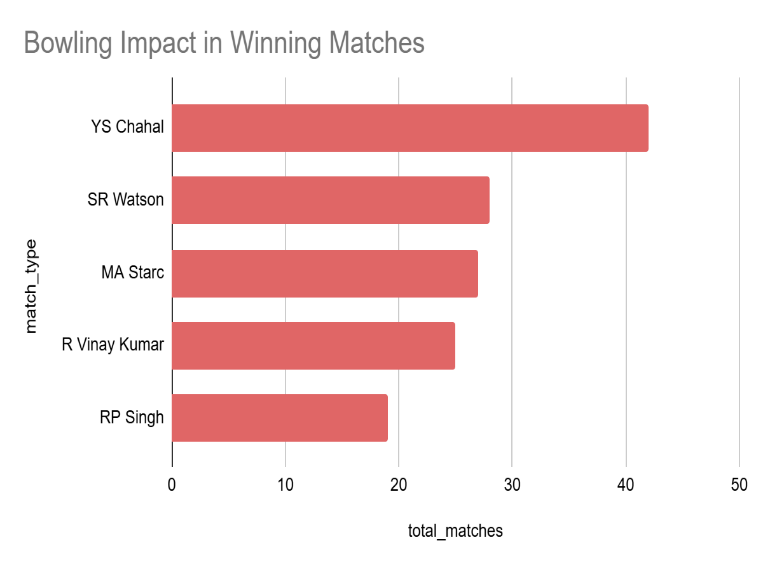 Bowling Impact in Winning Matches
match_type
YS Chahal
SR Watson
MA Starc
R Vinay Kumar
RP Singh
0 10 20 30 40 50
total_matches